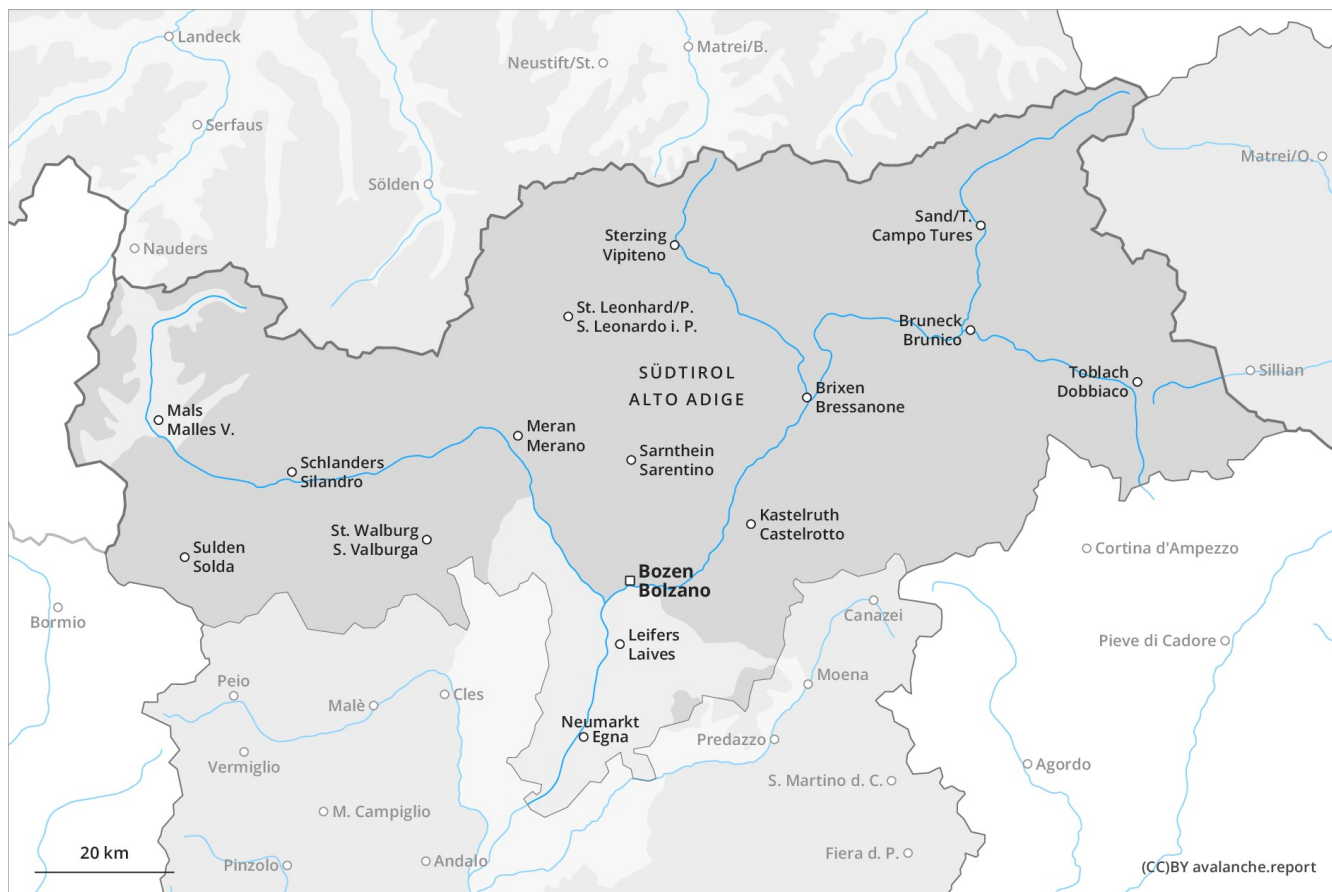 Landeck
Matrei/B.
Neustift/St.
Serfaus
Matrei/O.
Sölden
Sand/T.
Campo Tures
Nauders
Sterzing
Vipiteno
St. Leonhard/P.
S. Leonardo i. P.
Bruneck
Brunico
SÜDTIROL
ALTO ADIGE
Toblach
Dobbiaco
Sillian
Brixen
Bressanone
Mals
Malles V.
Meran
Merano
Sarnthein
Sarentino
Schlanders
Silandro
Kastelruth
Castelrotto
St. Walburg
S. Valburga
Sulden
Solda
Cortina d'Ampezzo
Bozen
Bolzano
Bormio
Canazei
Leifers
Laives
Pieve di Cadore
Peio
Moena
Malè
Cles
Neumarkt
Egna
Predazzo
Vermiglio
Agordo
S. Martino d. C.
M. Campiglio
20 km
Pinzolo
Andalo
Fiera d. P.
(CC)BY avalanche.report